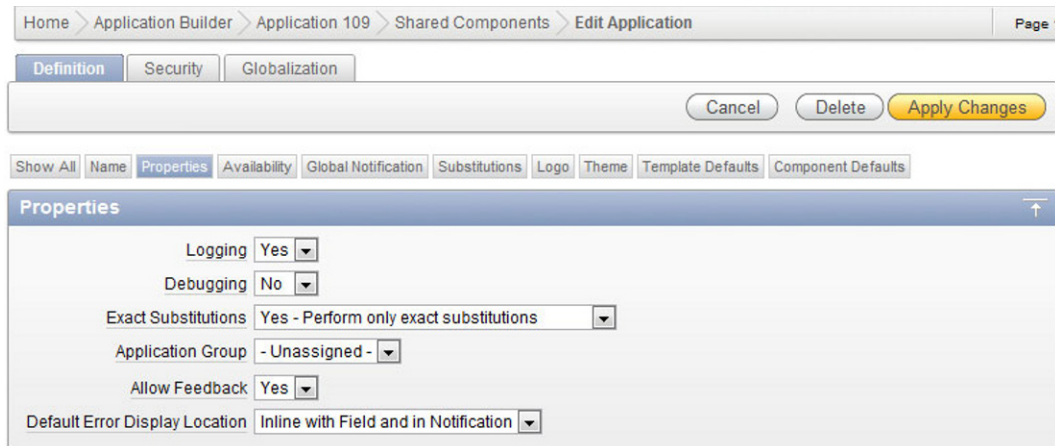 Home Application Builder Application 109 Shared Components Edit Application Page
Definition Security Globalization
Cancel Delete Apply Changes
Show All Name Properties Availability Global Notification Substitutions Logo Theme Template Defaults Component Defaults
Properties
Logging Yes
Debugging No
Exact Substitutions Yes - Perform only exact substitutions
Application Group - Unassigned -
Allow Feedback Yes
Default Error Display Location Inline with Field and in Notification